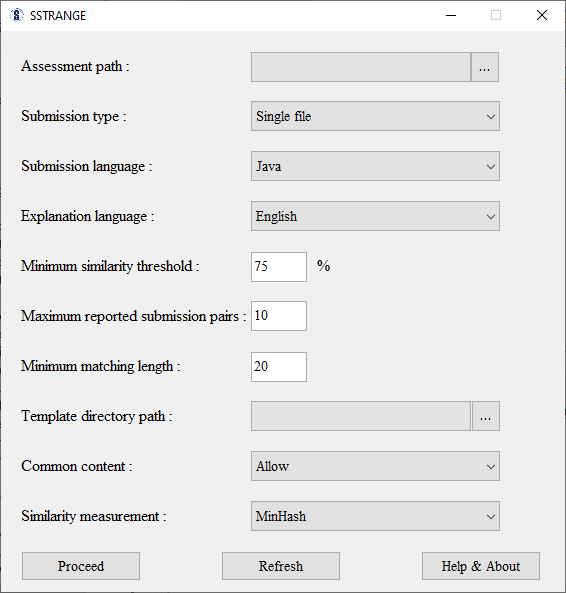 SSTRANGE
Assessment path :
...
Submission type :
Single file
Submission language :
Java
Explanation language :
English
Minimum similarity threshold :
75
%
Maximum reported submission pairs :
10
Minimum matching length :
20
Template directory path :
...
Common content :
Allow
Similarity measurement :
MinHash
Proceed
Refresh
Help & About